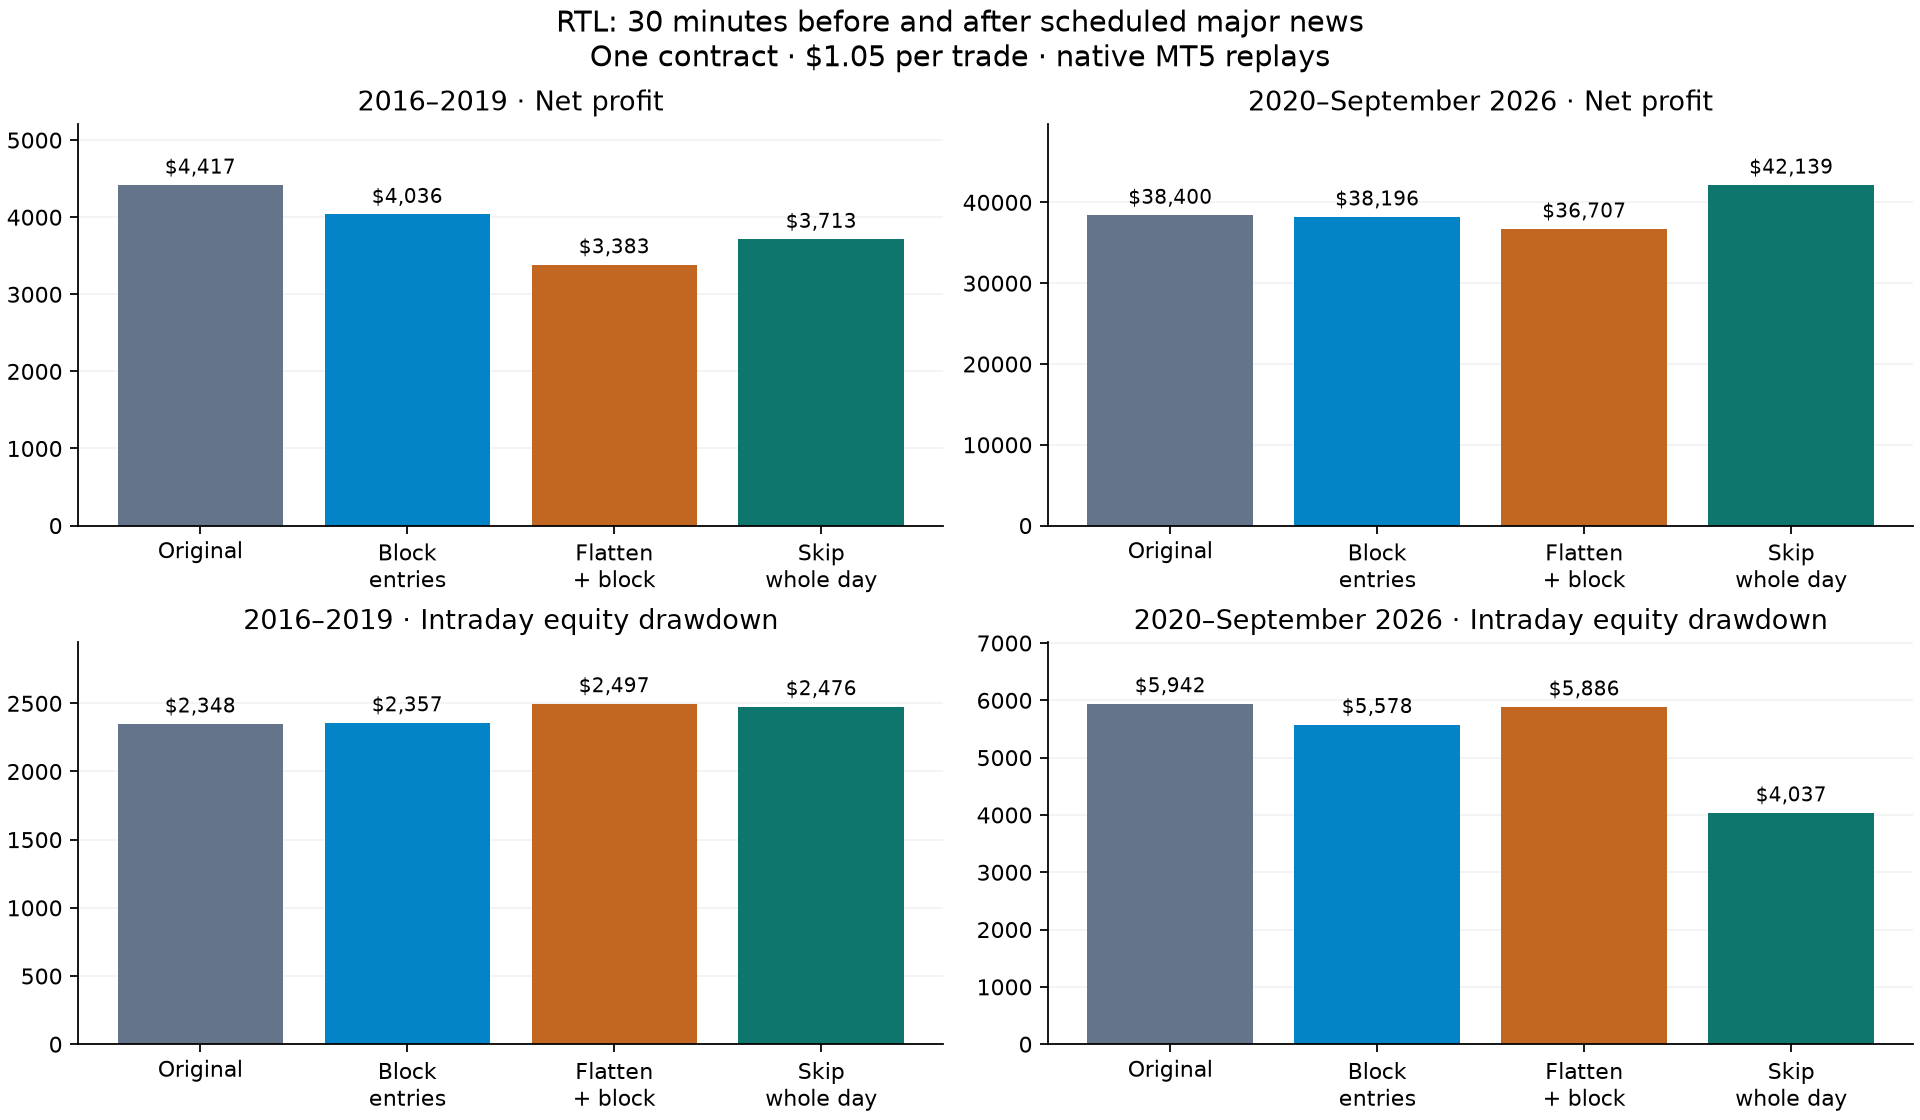 RTL: 30 minutes before and after scheduled major news
One contract · $1.05 per trade · native MT5 replays
2016–2019 · Net profit
5000
4000
3000
2000
1000
0
$4,417
$4,036
$3,383
$3,713
Original
Block
entries
Flatten
+ block
Skip
whole day
2020–September 2026 · Net profit
40000
30000
20000
10000
0
$38,400
$38,196
$36,707
$42,139
Original
Block
entries
Flatten
+ block
Skip
whole day
2016–2019 · Intraday equity drawdown
2500
2000
1500
1000
500
0
$2,348
$2,357
$2,497
$2,476
Original
Block
entries
Flatten
+ block
Skip
whole day
2020–September 2026 · Intraday equity drawdown
7000
6000
5000
4000
3000
2000
1000
0
$5,942
$5,578
$5,886
$4,037
Original
Block
entries
Flatten
+ block
Skip
whole day